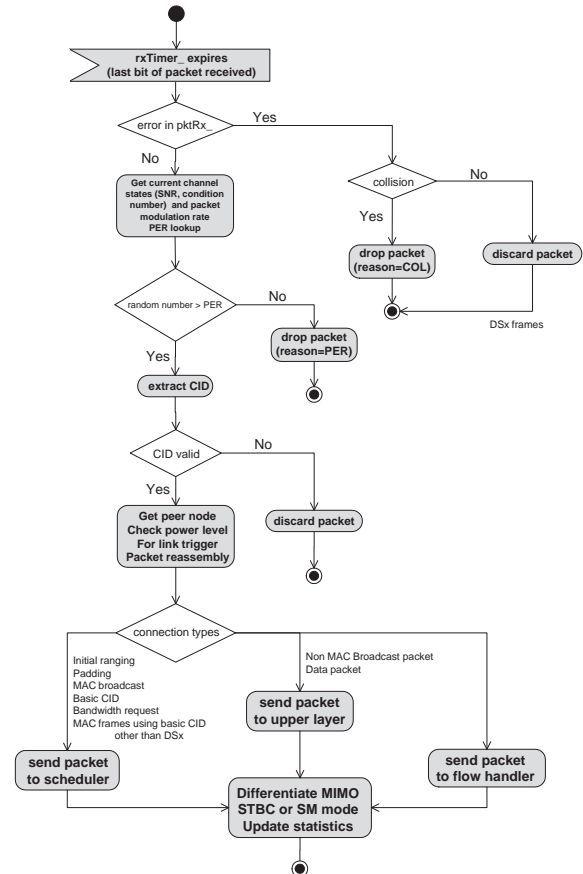 rxTimer_ expires
(last bit of packet received)
error in pktRx_
Yes
No
Get current channel
states (SNR, condition
number) and packet
modulation rate
PER lookup
collision
No
Yes
drop packet
(reason=COL)
discard packet
DSx frames
random number > PER
No
drop packet
(reason=PER)
Yes
extract CID
CID valid
No
Yes
Get peer node
Check power level
For link trigger
Packet reassembly
discard packet
connection types
Initial ranging
Padding
MAC broadcast
Basic CID
Bandwidth request
MAC frames using basic CID
other than DSx
Non MAC Broadcast packet
Data packet
send packet
to upper layer
send packet
to scheduler
send packet
to flow handler
Differentiate MIMO
STBC or SM mode
Update statistics